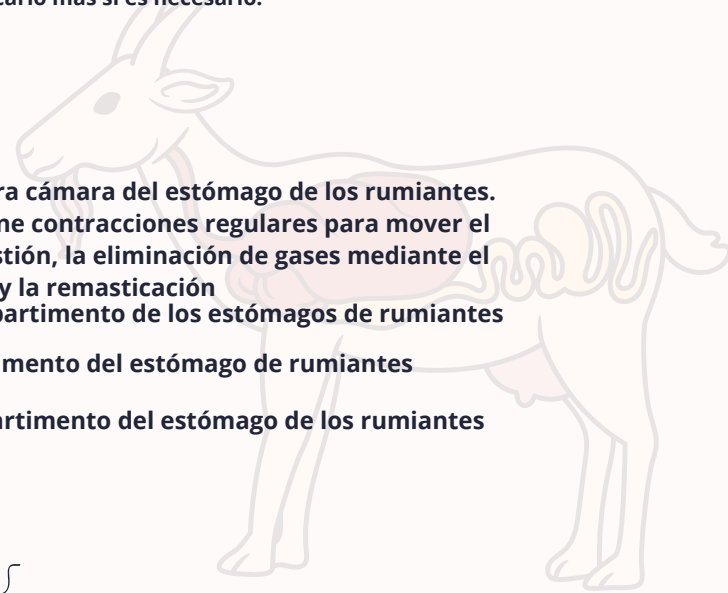 más si es necesario.
ra cámara del estómago de los rumiantes.
ne contracciones regulares para mover el
stión, la eliminación de gases mediante el
y la remasticación
partimento de los estómagos de rumiantes
mento del estómago de rumiantes
artimento del estómago de los rumiantes